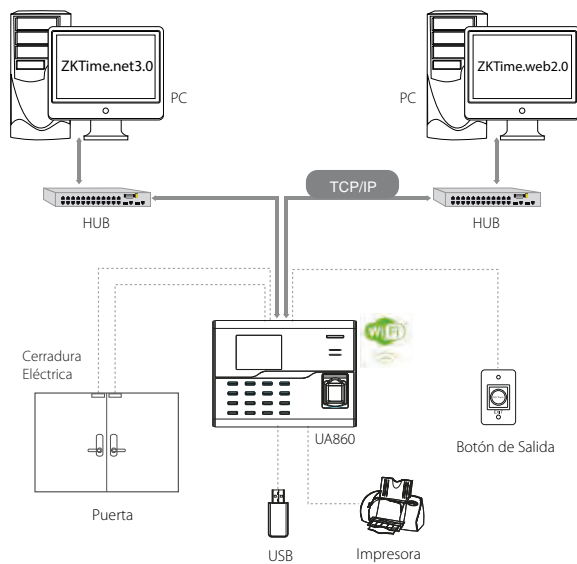 ZKTime.net3.0
ZKTime.web2.0
PC
PC
TCP/IP
HUB
HUB
WiFi
Cerradura
Eléctrica
UA860
EXIT
Botón de Salida
Puerta
USB
Impresora